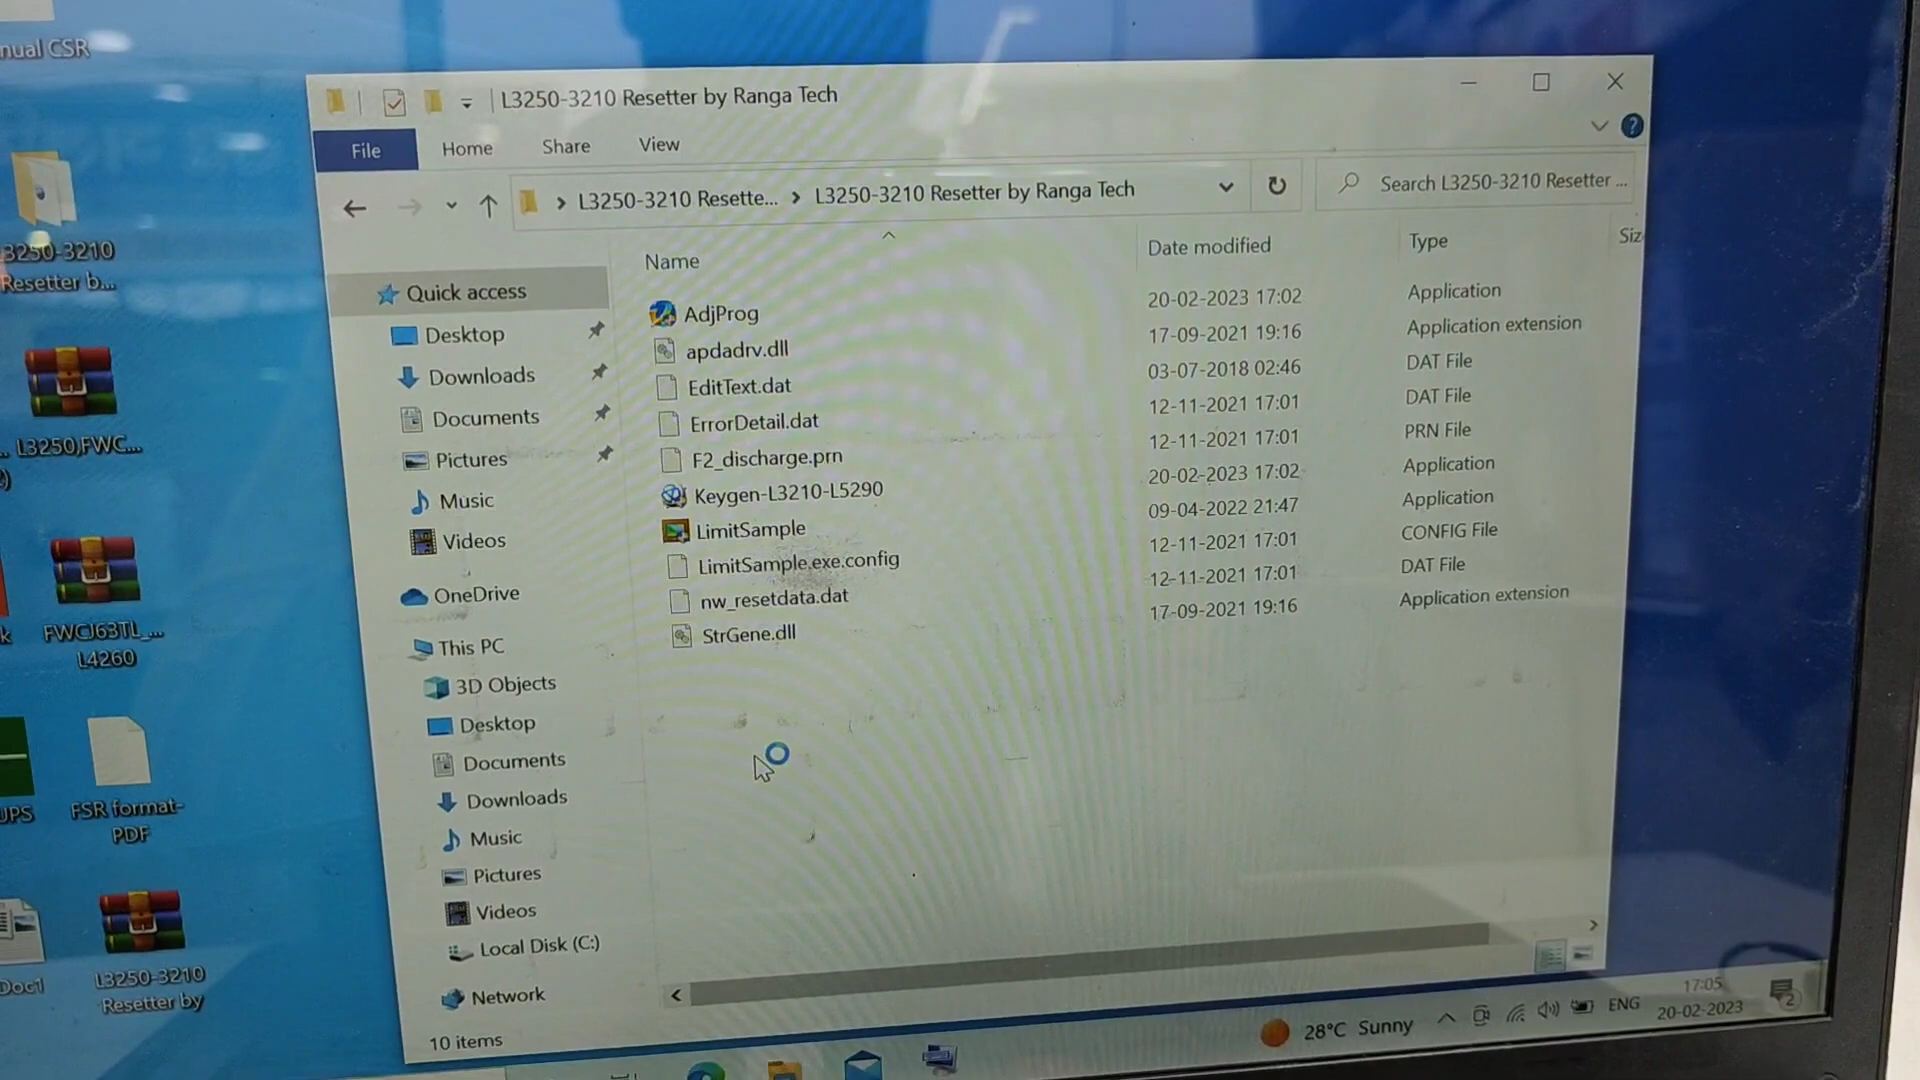 nual CSR
L3250-3210 Resetter by Ranga Tech
File Home Share View
L3250-3210 Resette... L3250-3210 Resetter by Ranga Tech
Search L3250-3210 Resetter ...
Name Date modified Type Siz
Quick access
Desktop
Downloads
Documents
Pictures
Music
Videos
OneDrive
This PC
3D Objects
Desktop
Documents
Downloads
Music
Pictures
Videos
Local Disk (C:)
Network
AdjProg 20-02-2023 17:02 Application
apdadrv.dll 17-09-2021 19:16 Application extension
EditText.dat 03-07-2018 02:46 DAT File
ErrorDetail.dat 12-11-2021 17:01 DAT File
F2_discharge.prn 12-11-2021 17:01 PRN File
Keygen-L3210-L5290 20-02-2023 17:02 Application
LimitSample 09-04-2022 21:47 Application
LimitSample.exe.config 12-11-2021 17:01 CONFIG File
nw_resetdata.dat 12-11-2021 17:01 DAT File
StrGene.dll 17-09-2021 19:16 Application extension
10 items
3250-3210
Resetter b...
.. L3250,FWC...
)
k FWCJ63TL_...
L4260
UPS FSR format-
PDF
Doc1 L3250-3210
Resetter by
28°C Sunny
ENG
17:05
20-02-2023
2